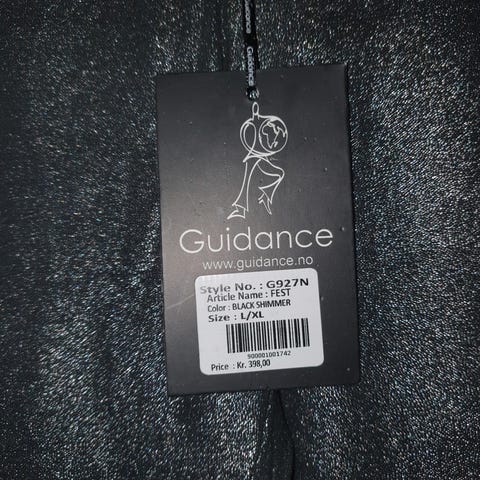 GUIDANCE
Guidance
www.guidance.no
Style No. : G927N
Article Name : FEST
Color : BLACK SHIMMER
Size : L/XL
900001001742
Price : Kr. 398,00